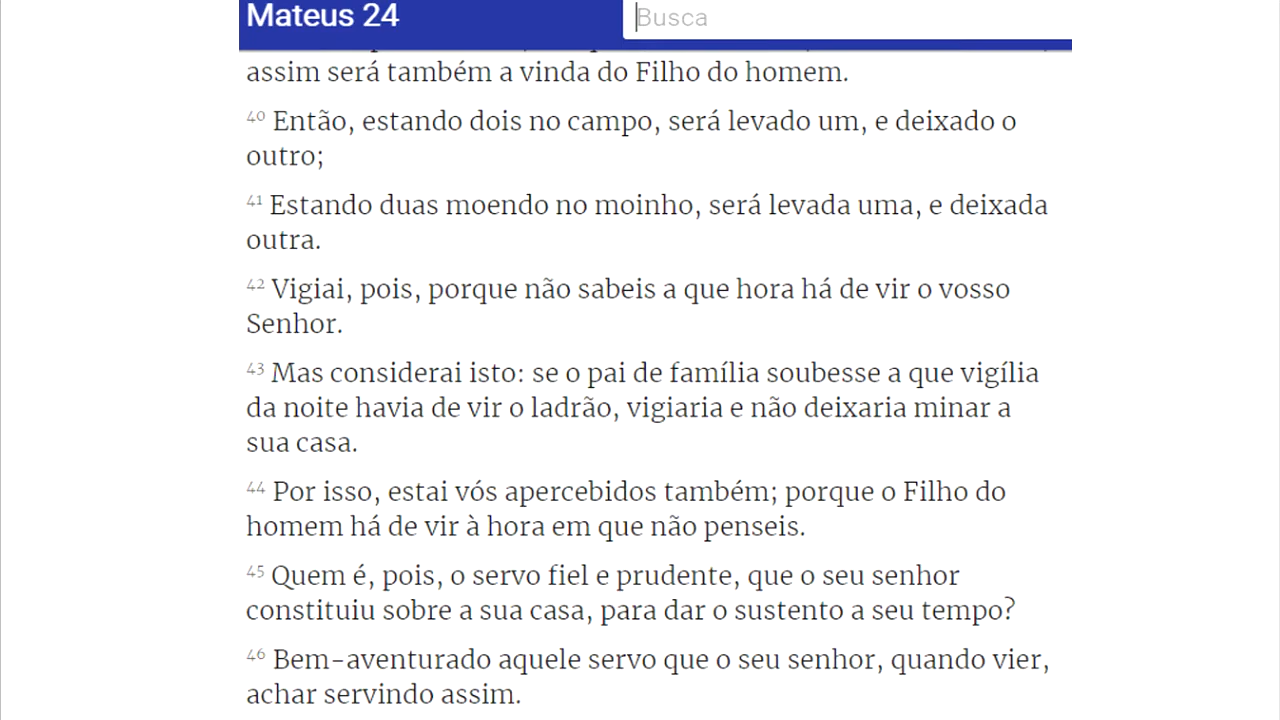 Mateus 24
Busca
assim será também a vinda do Filho do homem.
40 Então, estando dois no campo, será levado um, e deixado o
outro;
41 Estando duas moendo no moinho, será levada uma, e deixada
outra.
42 Vigiai, pois, porque não sabeis a que hora há de vir o vosso
Senhor.
43 Mas considerai isto: se o pai de família soubesse a que vigília
da noite havia de vir o ladrão, vigiaria e não deixaria minar a
sua casa.
44 Por isso, estai vós apercebidos também; porque o Filho do
homem há de vir à hora em que não penseis.
45 Quem é, pois, o servo fiel e prudente, que o seu senhor
constituiu sobre a sua casa, para dar o sustento a seu tempo?
46 Bem-aventurado aquele servo que o seu senhor, quando vier,
achar servindo assim.